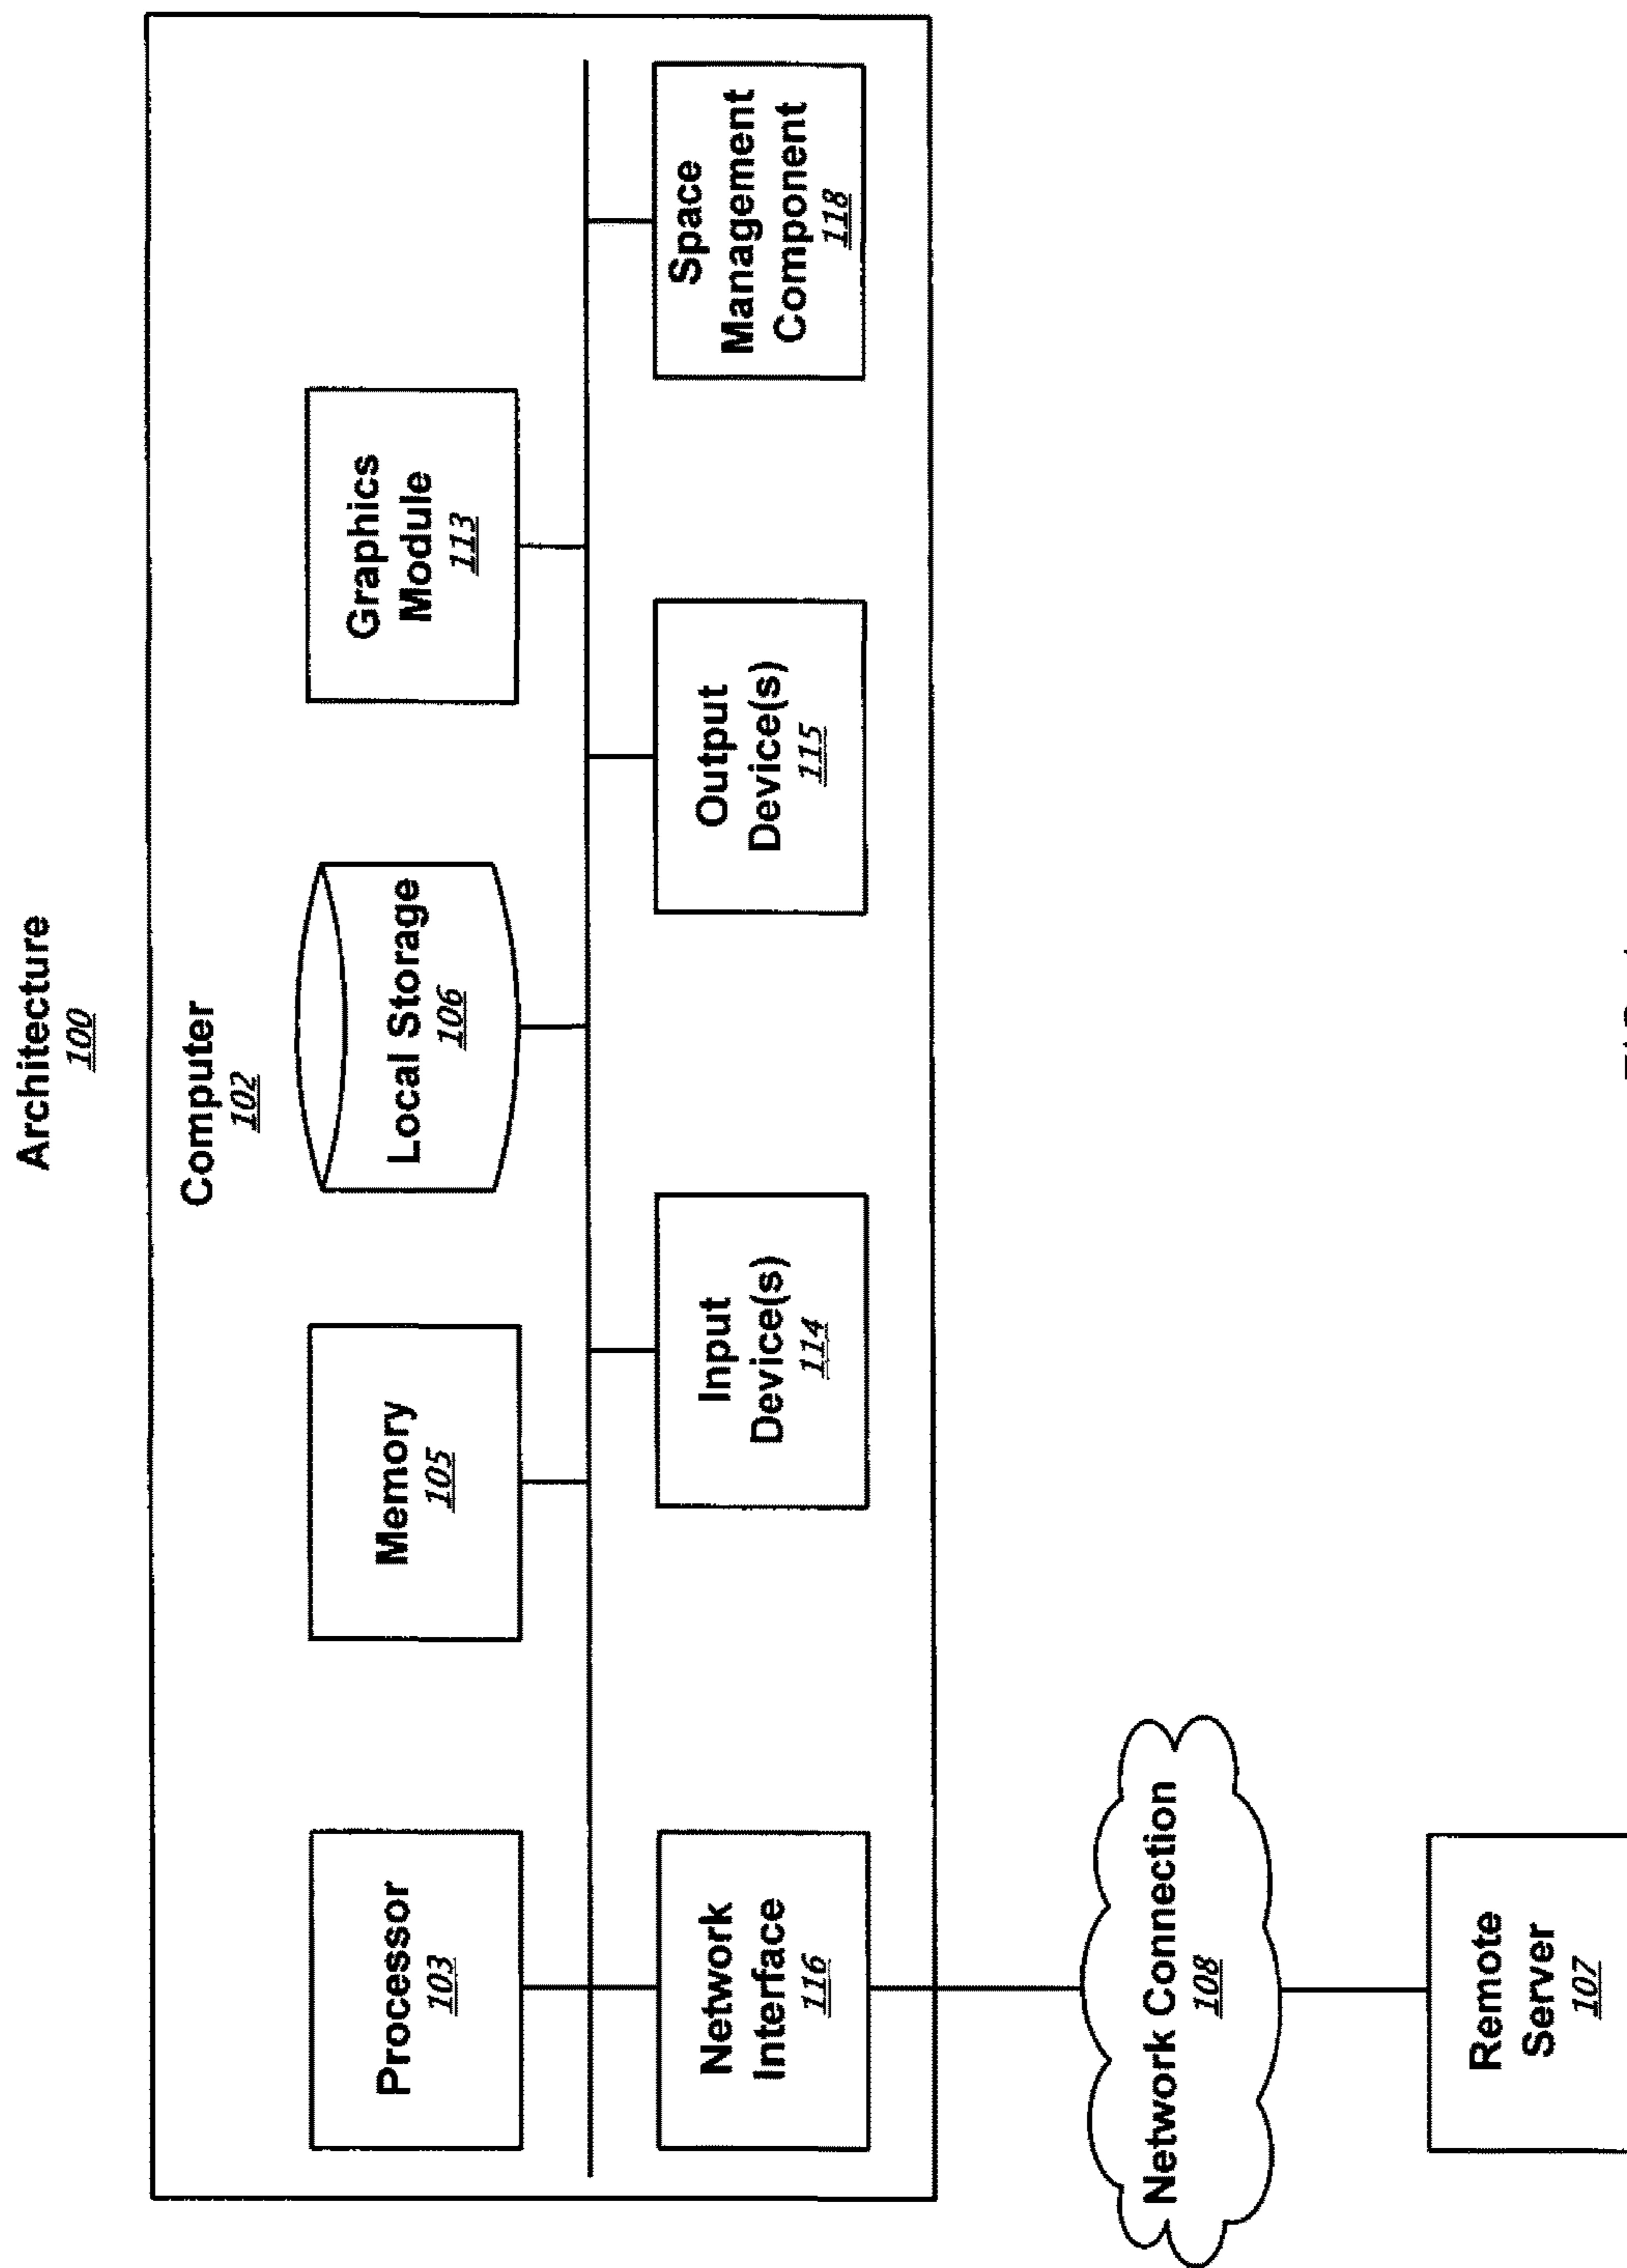 Architecture
100
Computer
102
Processor
103
Memory
105
Local Storage
106
Graphics
Module
113
Network
Interface
116
Input
Device(s)
114
Output
Device(s)
115
Space
Management
Component
118
Network Connection
108
Remote
Server
107